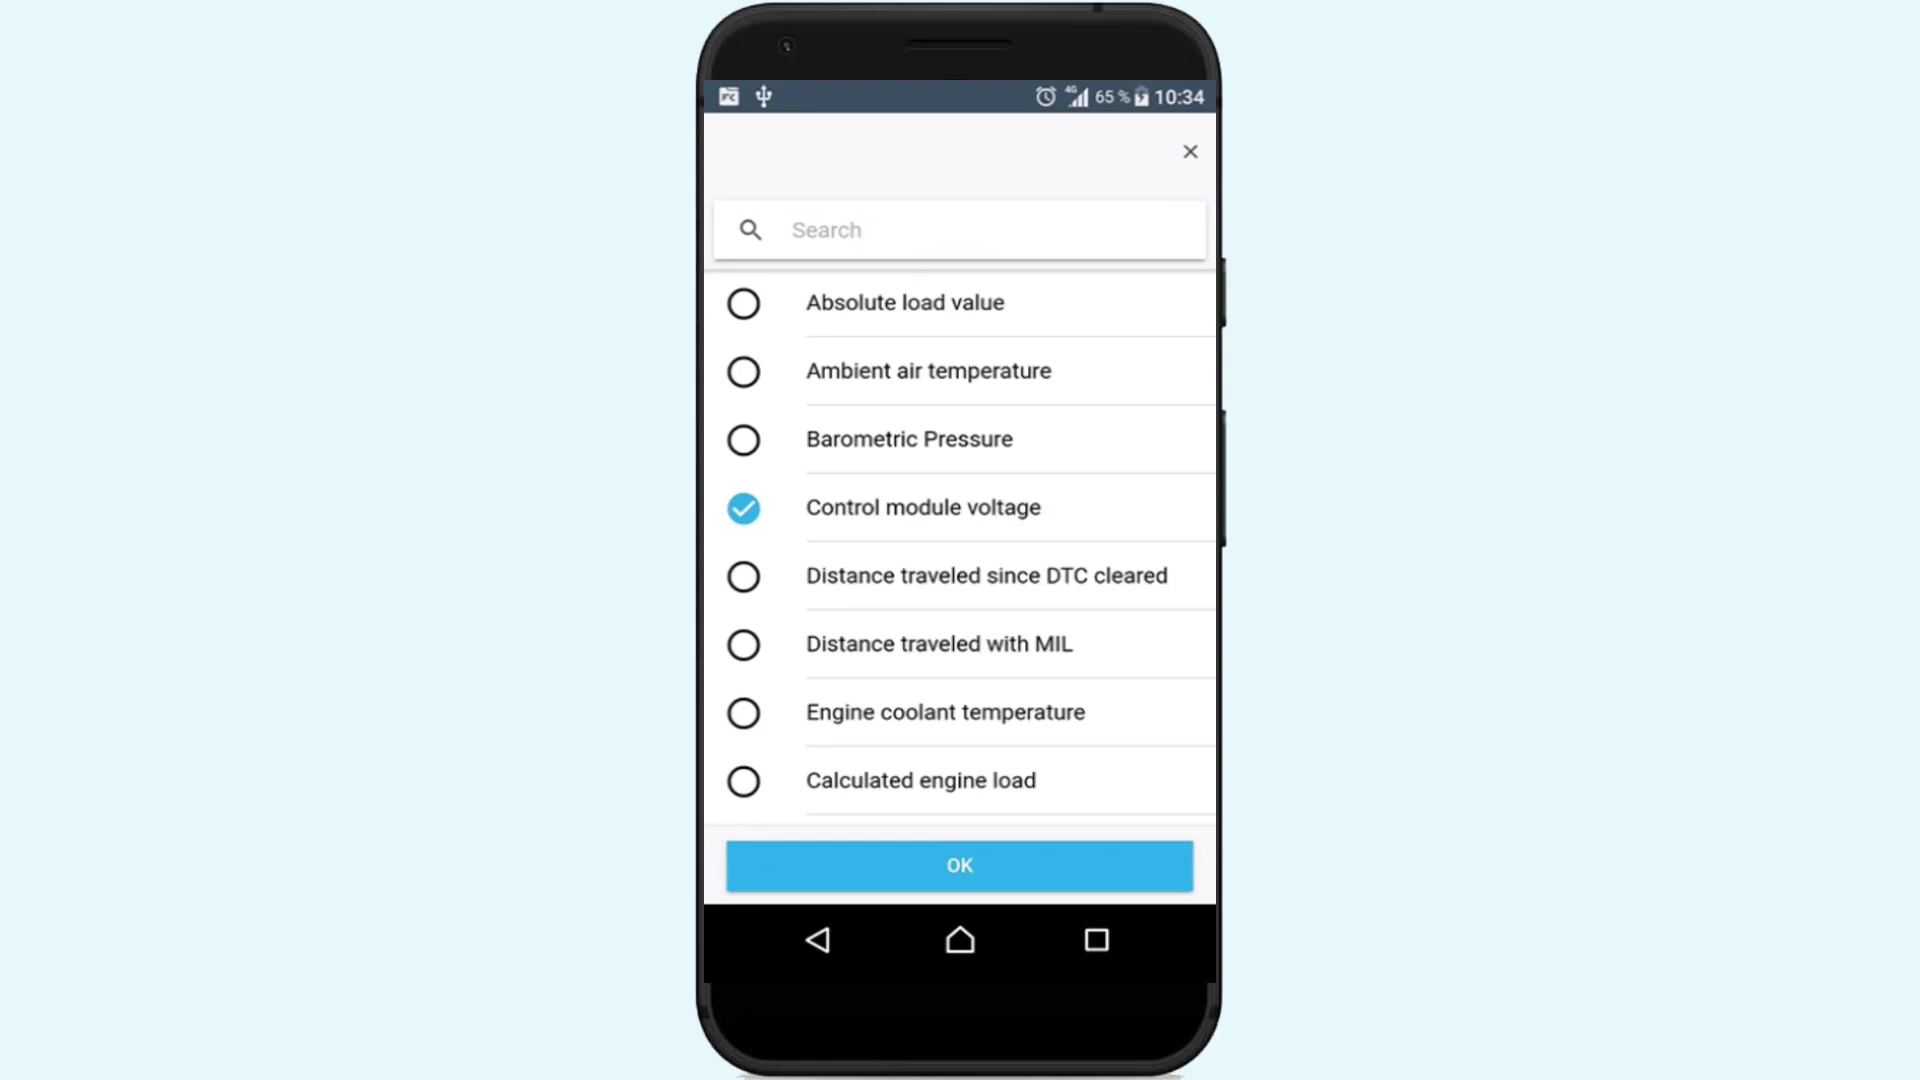 4G 65 % 10:34
Search
Absolute load value
Ambient air temperature
Barometric Pressure
Control module voltage
Distance traveled since DTC cleared
Distance traveled with MIL
Engine coolant temperature
Calculated engine load
OK